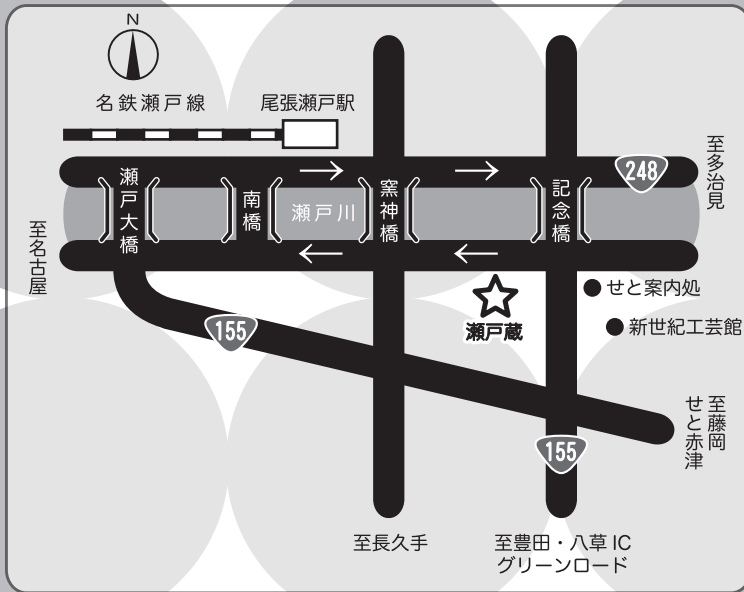 N
名鉄瀬戸線
尾張瀬戸駅
248
至多治見
瀬戸大橋
南橋
瀬戸川
窯神橋
記念橋
至名古屋
せと案内処
瀬戸蔵
新世紀工芸館
155
至藤岡
せと赤津
155
至長久手
至豊田・八草IC
グリーンロード